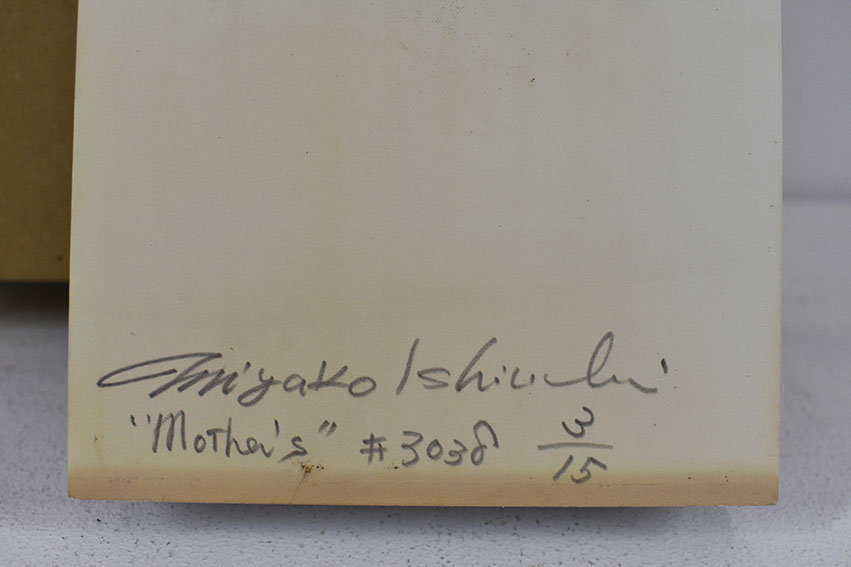 Miyako Ishiuchi
"Mother's" #3038 3/15